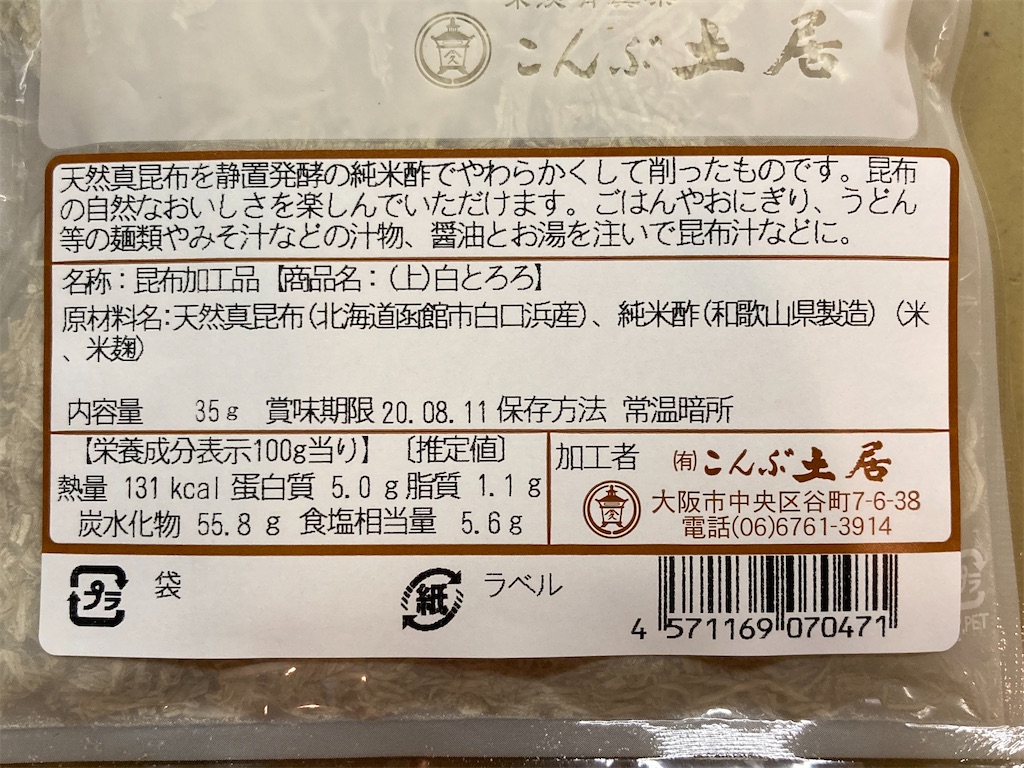 こんぶ土居
天然真昆布を静置発酵の純米酢でやわらかくして削ったものです。昆布
の自然なおいしさを楽しんでいただけます。ごはんやおにぎり、うどん
等の麺類やみそ汁などの汁物、醤油とお湯を注いで昆布汁などに。
名称：昆布加工品【商品名：（上）白とろろ】
原材料名：天然真昆布（北海道函館市白口浜産）、純米酢（和歌山県製造）（米
、米麹）
内容量 35g 賞味期限 20.08.11 保存方法 常温暗所
【栄養成分表示100g当り】〔推定値〕
熱量 131 kcal 蛋白質 5.0 g 脂質 1.1 g
炭水化物 55.8 g 食塩相当量 5.6g
加工者 ㈲こんぶ土居
大阪市中央区谷町7-6-38
電話(06)6761-3914
プラ 袋 紙 ラベル
4 571169 070471
PET